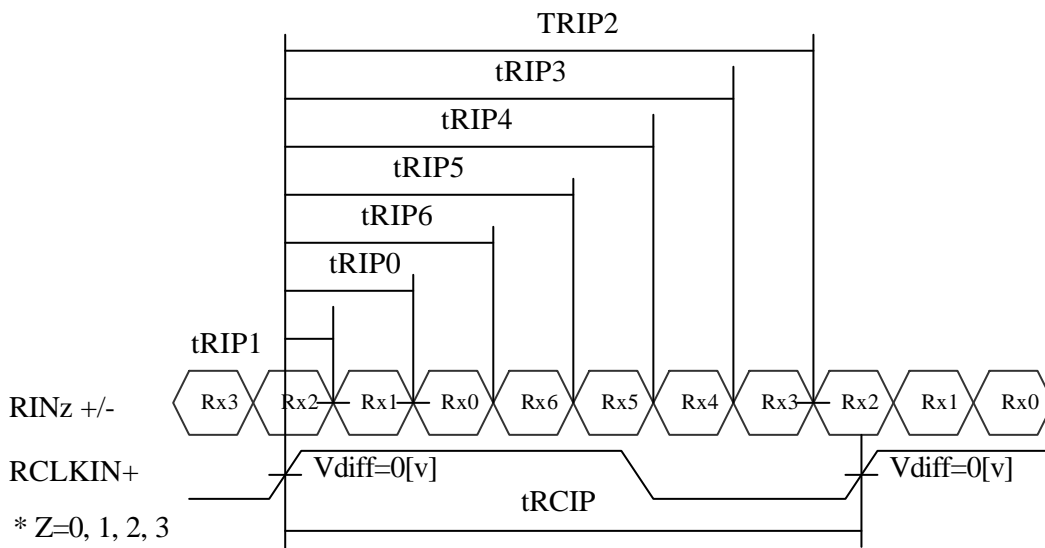 TRIP2
tRIP3
tRIP4
tRIP5
tRIP6
tRIP0
tRIP1
RINz +/- Rx3 Rx2 Rx1 Rx0 Rx6 Rx5 Rx4 Rx3 Rx2 Rx1 Rx0
RCLKIN+ Vdiff=0[v] Vdiff=0[v]
tRCIP
* Z=0, 1, 2, 3